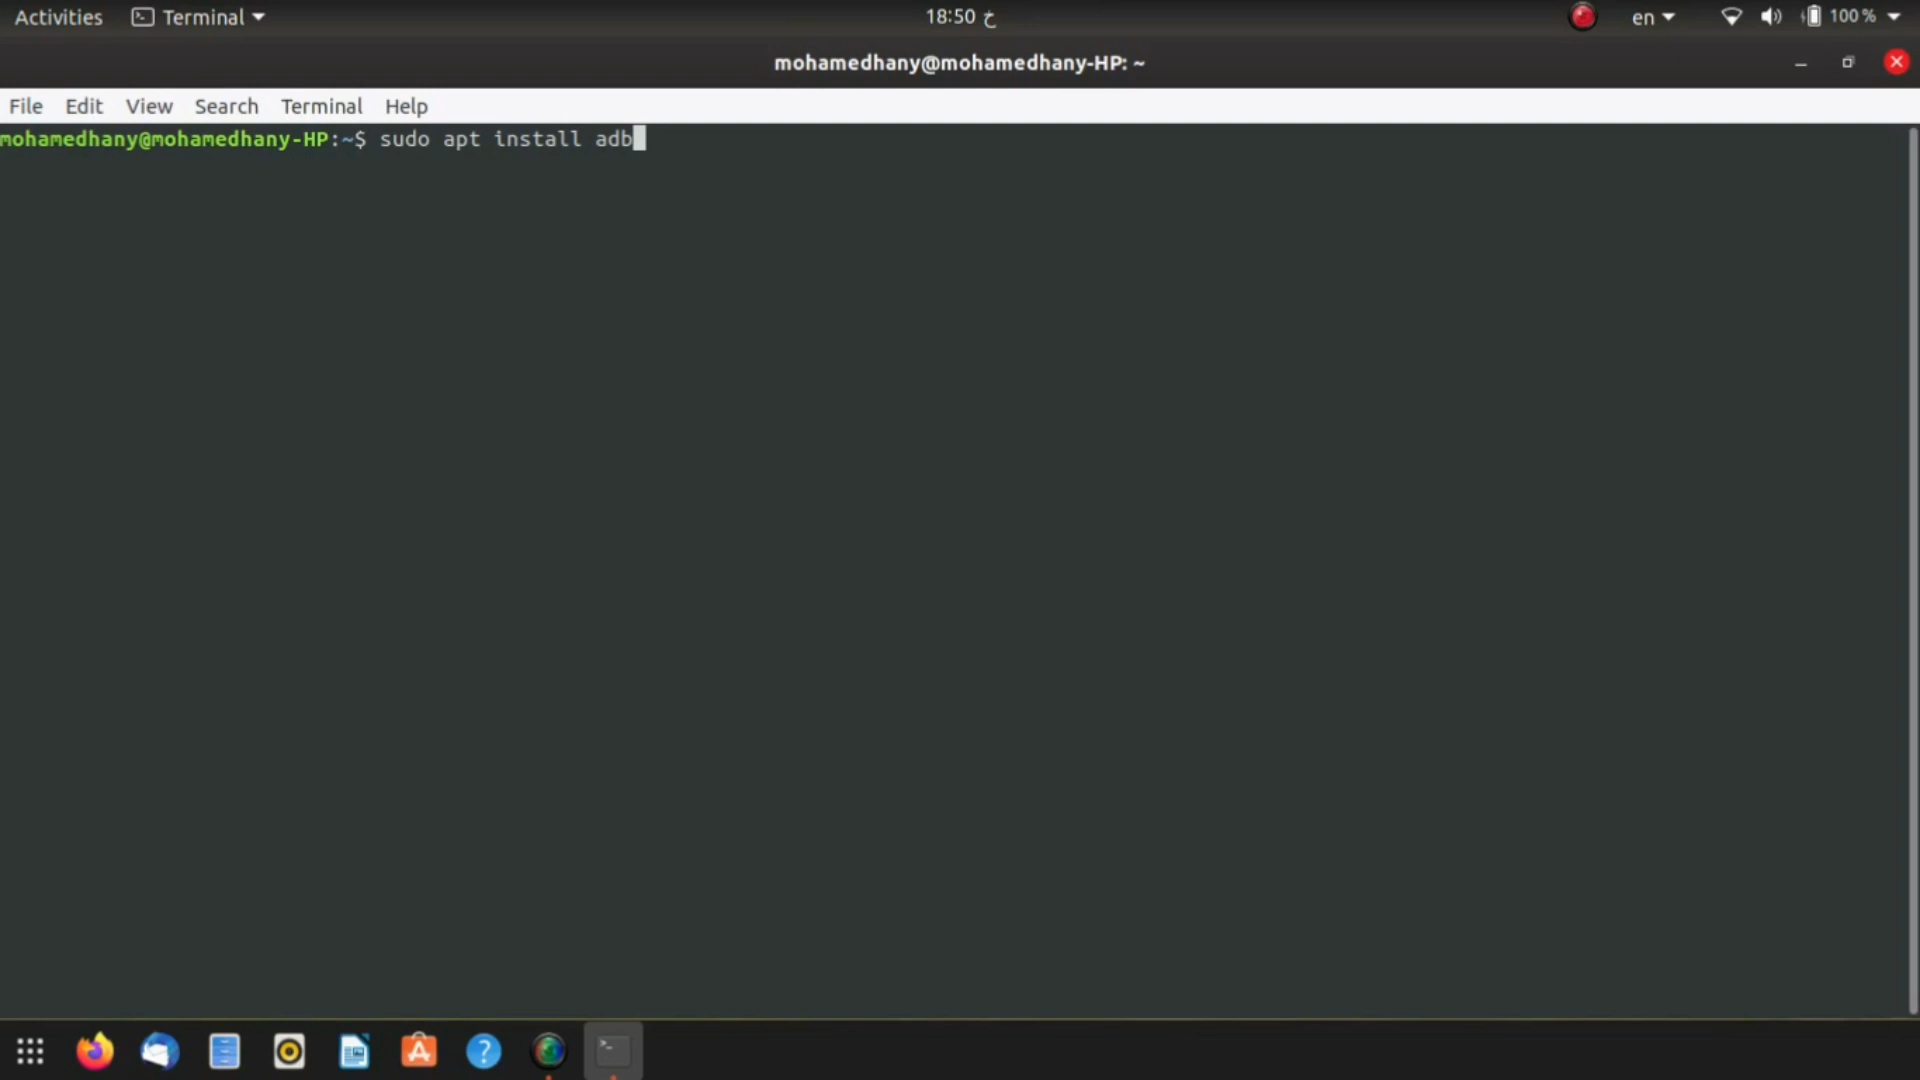 Activities Terminal 18:50 خ en 100 %
mohamedhany@mohamedhany-HP: ~
File Edit View Search Terminal Help
mohamedhany@mohamedhany-HP:~$ sudo apt install adb